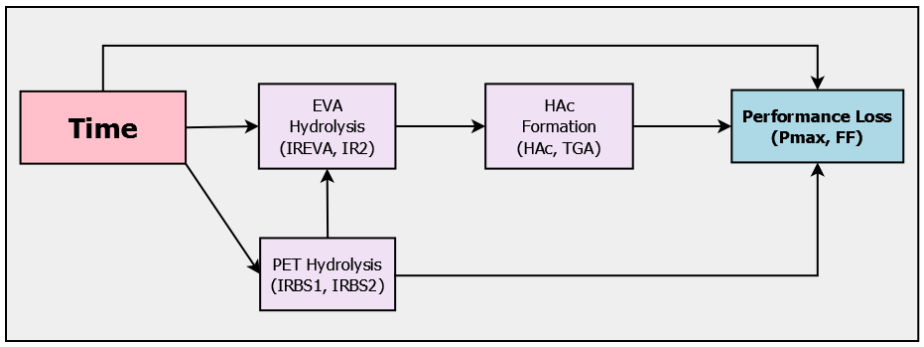 Time
EVA
Hydrolysis
(IREVA, IR2)
HAc
Formation
(HAc, TGA)
Performance Loss
(Pmax, FF)
PET Hydrolysis
(IRBS1, IRBS2)